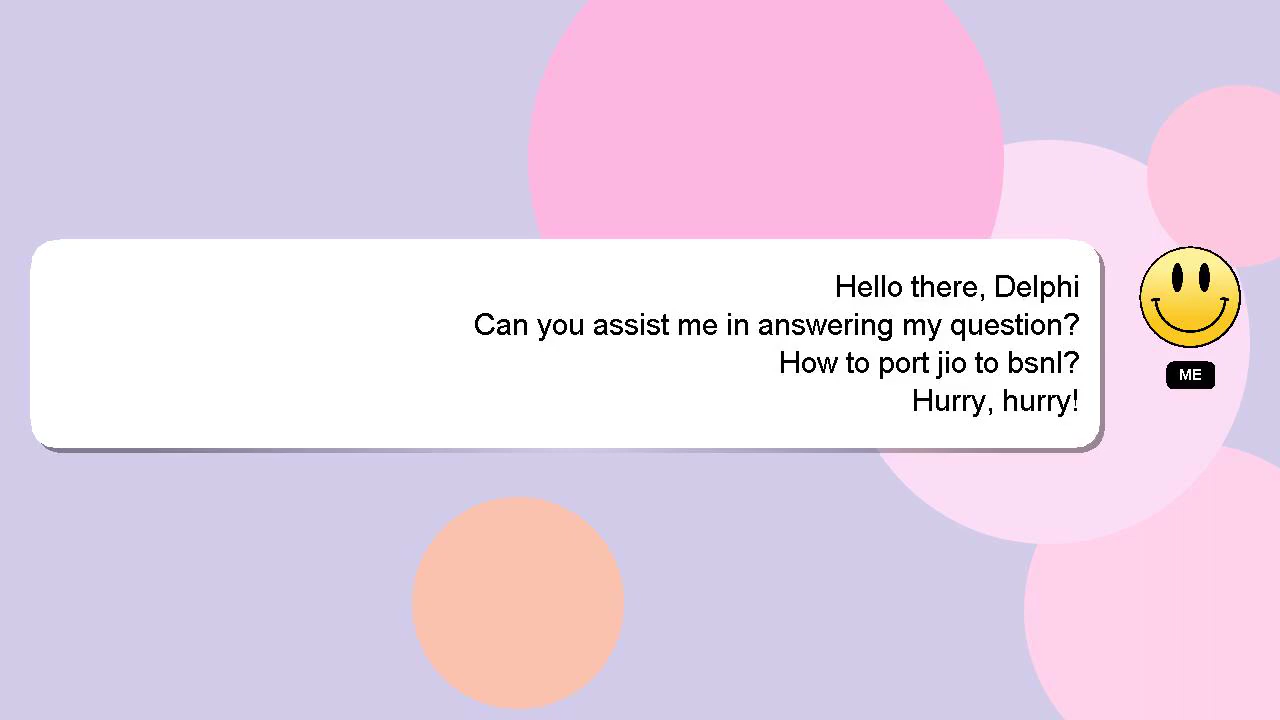 Hello there, Delphi
Can you assist me in answering my question?
How to port jio to bsnl?
Hurry, hurry!
ME